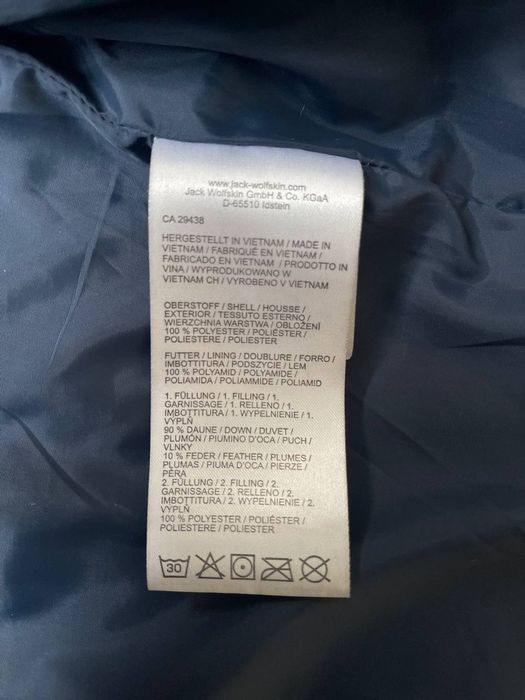 www.jack-wolfskin.com
Jack Wolfskin GmbH & Co. KGaA
D-65510 Idstein
CA 29438
HERGESTELLT IN VIETNAM / MADE IN
VIETNAM / FABRIQUÉ EN VIETNAM /
FABRICADO EN VIETNAM / PRODOTTO IN
VINA / WYPRODUKOWANO W
VIETNAM CH / VYROBENO V VIETNAM
OBERSTOFF / SHELL / HOUSSE /
EXTERIOR / TESSUTO ESTERNO /
WIERZCHNIA WARSTWA / OBLOŽENÍ
100 % POLYESTER / POLIÉSTER /
POLIESTERE / POLIESTER
FUTTER / LINING / DOUBLURE / FORRO /
IMBOTTITURA / PODSZYCIE / LEM
100 % POLYAMID / POLYAMIDE /
POLIAMIDA / POLIAMMIDE / POLIAMID
1. FÜLLUNG / 1. FILLING / 1.
GARNISSAGE / 1. RELLENO / 1.
IMBOTTITURA / 1. WYPEŁNIENIE / 1.
VÝPLŇ
90 % DAUNE / DOWN / DUVET /
PLUMÓN / PIUMINO D'OCA / PUCH /
VLNKY
10 % FEDER / FEATHER / PLUMES /
PLUMAS / PIUMA D'OCA / PIERZE /
PÉRA
2. FÜLLUNG / 2. FILLING / 2.
GARNISSAGE / 2. RELLENO / 2.
IMBOTTITURA / 2. WYPEŁNIENIE / 2.
VÝPLŇ
100 % POLYESTER / POLIÉSTER /
POLIESTERE / POLIESTER
30